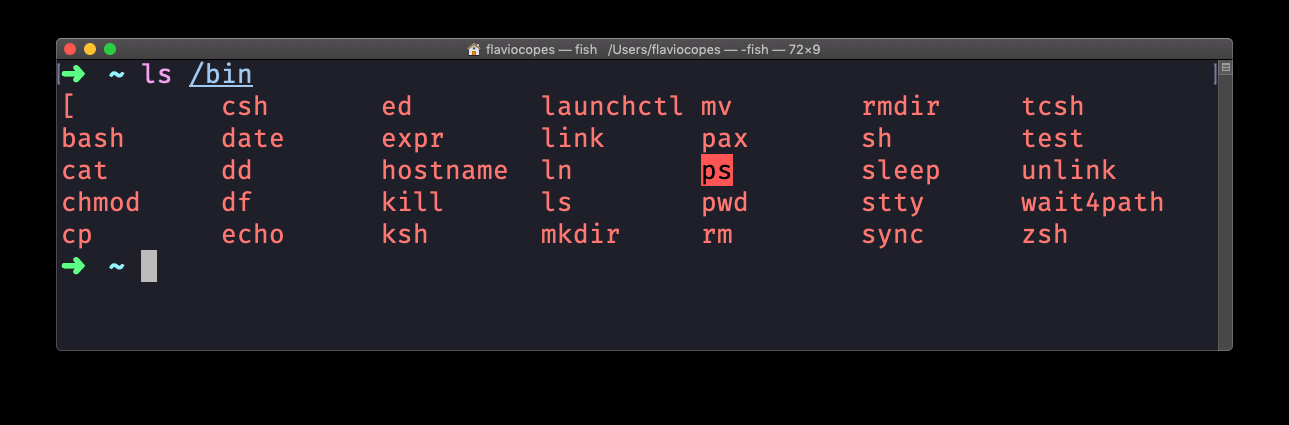 flaviocopes — fish /Users/flaviocopes — -fish — 72×9
➜ ~ ls /bin
[ csh ed launchctl mv rmdir tcsh
bash date expr link pax sh test
cat dd hostname ln ps sleep unlink
chmod df kill ls pwd stty wait4path
cp echo ksh mkdir rm sync zsh
➜ ~